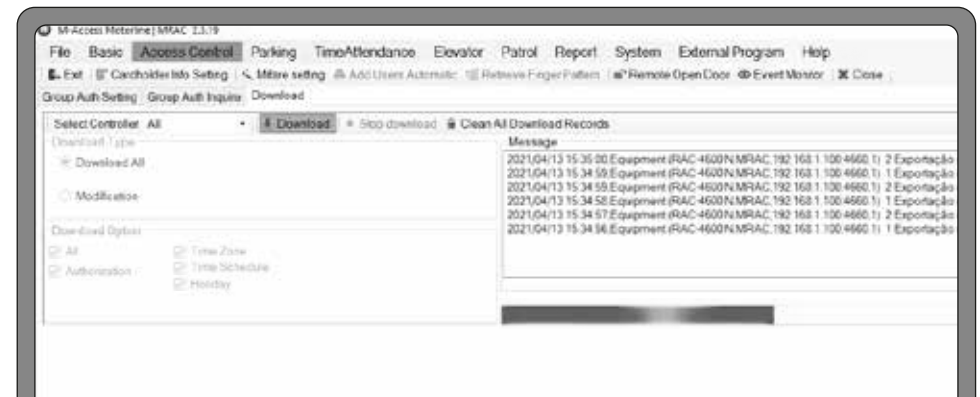 M-Access Meterline | MRAC 2.3.19
File Basic Access Control Parking TimeAttendance Elevator Patrol Report System External Program Help
Exit Cardholder Info Setting Mifare setting Add Users Automatic Retrieve Finger Pattern Remote Open Door Event Monitor Close
Group Auth Setting Group Auth Inquire Download
Select Controller All Download Stop download Clean All Download Records
Download Type
Message
Download All
2021/04/13 15:35:00,Equipment (RAC-4600N,MRAC,192.168.1.100:4660,1) 2 Exportação
2021/04/13 15:34:59,Equipment (RAC-4600N,MRAC,192.168.1.100:4660,1) 1 Exportação
2021/04/13 15:34:59,Equipment (RAC-4600N,MRAC,192.168.1.100:4660,1) 2 Exportação
2021/04/13 15:34:58,Equipment (RAC-4600N,MRAC,192.168.1.100:4660,1) 1 Exportação
2021/04/13 15:34:57,Equipment (RAC-4600N,MRAC,192.168.1.100:4660,1) 2 Exportação
2021/04/13 15:34:56,Equipment (RAC-4600N,MRAC,192.168.1.100:4660,1) 1 Exportação
Modification
Download Option
All Time Zone
Authorization Time Schedule
Holiday